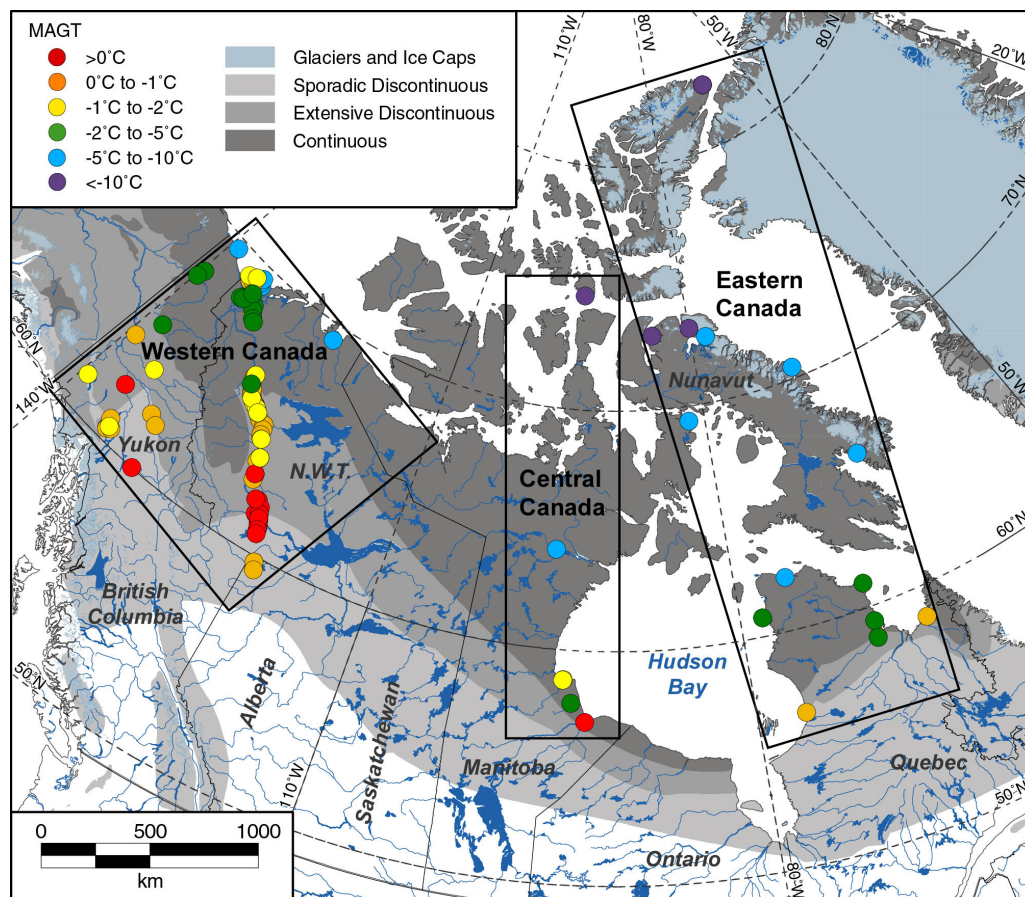 MAGT
>0°C
0°C to -1°C
-1°C to -2°C
-2°C to -5°C
-5°C to -10°C
<-10°C
Glaciers and Ice Caps
Sporadic Discontinuous
Extensive Discontinuous
Continuous
110°W
80°W
50°W
80°N
20°W
70°N
60°N
140°W
50°W
60°N
50°N
110°W
80°W
50°N
Western Canada
Central
Canada
Eastern
Canada
Nunavut
Yukon
N.W.T.
British
Columbia
Alberta
Saskatchewan
Manitoba
Ontario
Quebec
Hudson
Bay
0 500 1000
km